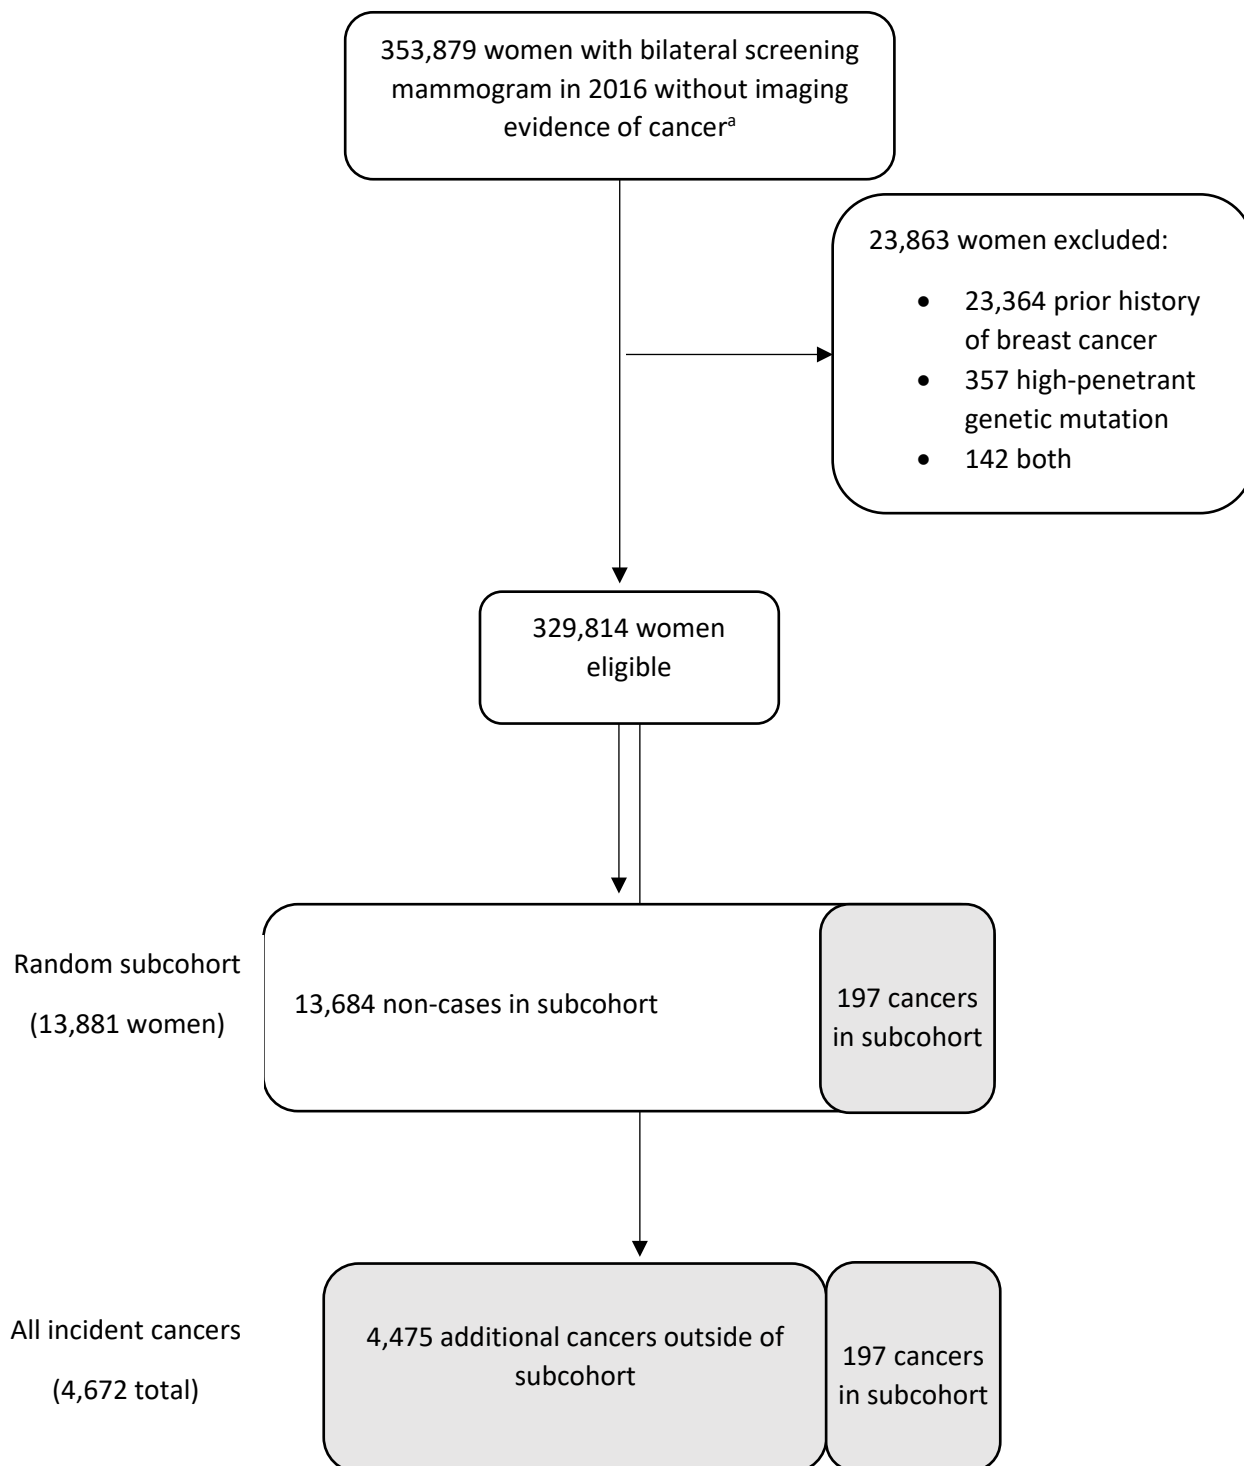 353,879 women with bilateral screening
mammogram in 2016 without imaging
evidence of cancerᵃ
23,863 women excluded:
• 23,364 prior history
of breast cancer
• 357 high-penetrant
genetic mutation
• 142 both
329,814 women
eligible
Random subcohort
(13,881 women)
13,684 non-cases in subcohort
197 cancers
in subcohort
All incident cancers
(4,672 total)
4,475 additional cancers outside of
subcohort
197 cancers
in subcohort